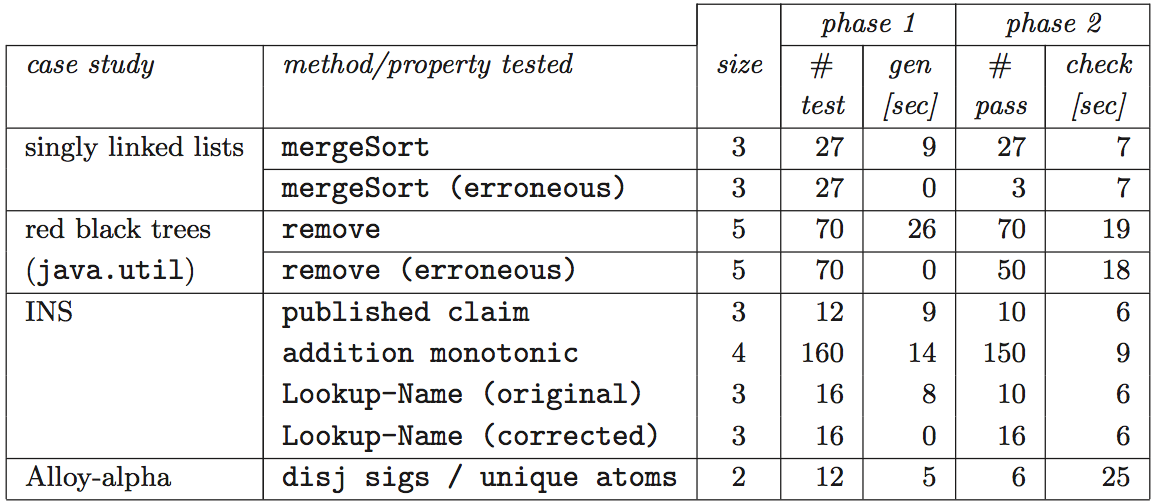 phase 1 phase 2
case study method/property tested size # gen # check
test [sec] pass [sec]
singly linked lists mergeSort 3 27 9 27 7
mergeSort (erroneous) 3 27 0 3 7
red black trees remove 5 70 26 70 19
(java.util) remove (erroneous) 5 70 0 50 18
INS published claim 3 12 9 10 6
addition monotonic 4 160 14 150 9
Lookup-Name (original) 3 16 8 10 6
Lookup-Name (corrected) 3 16 0 16 6
Alloy-alpha disj sigs / unique atoms 2 12 5 6 25